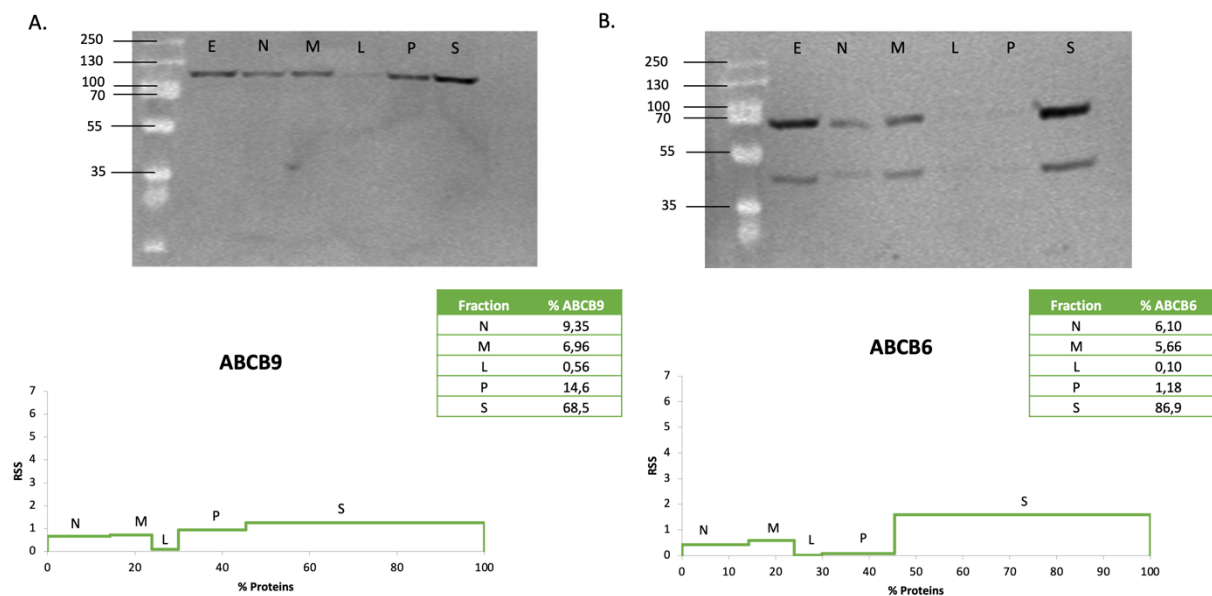 A.
250
130
100
70
55
35
E N M L P S
B.
250
130
100
70
55
35
E N M L P S
Fraction % ABCB9
N 9,35
M 6,96
L 0,56
P 14,6
S 68,5
ABCB9
RSS
7
6
5
4
3
2
1
0
N M L P S
0 20 40 60 80 100
% Proteins
Fraction % ABCB6
N 6,10
M 5,66
L 0,10
P 1,18
S 86,9
ABCB6
RSS
7
6
5
4
3
2
1
0
N M L P S
0 10 20 30 40 50 60 70 80 90 100
% Proteins